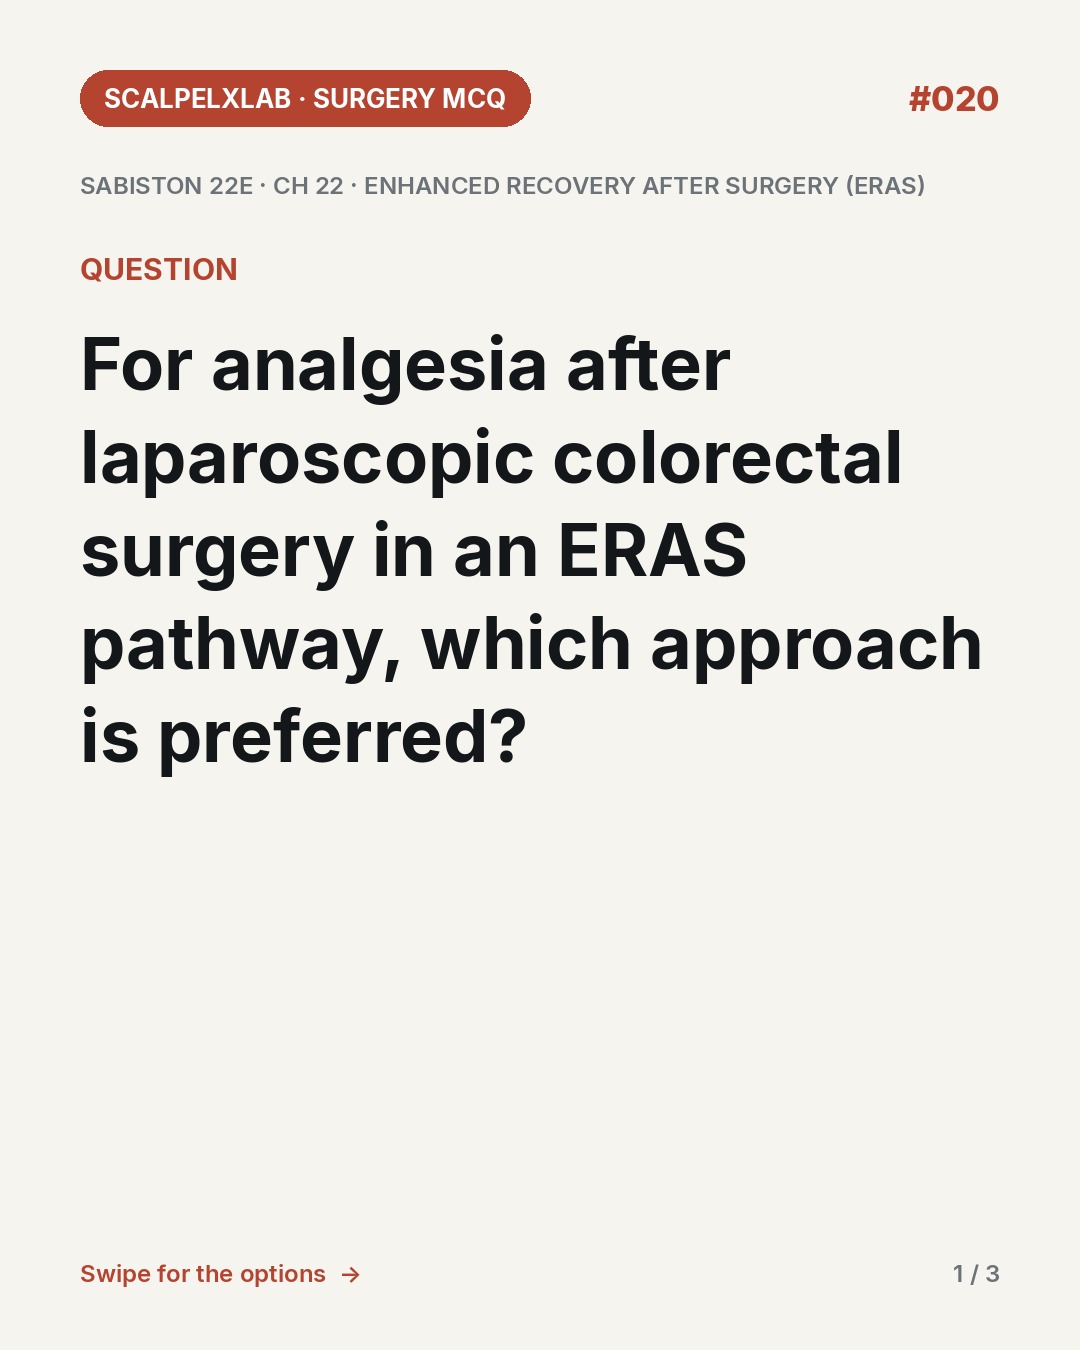 SCALPELXLAB · SURGERY MCQ
#020
SABISTON 22E · CH 22 · ENHANCED RECOVERY AFTER SURGERY (ERAS)
QUESTION
For analgesia after
laparoscopic colorectal
surgery in an ERAS
pathway, which approach
is preferred?
Swipe for the options →
1 / 3